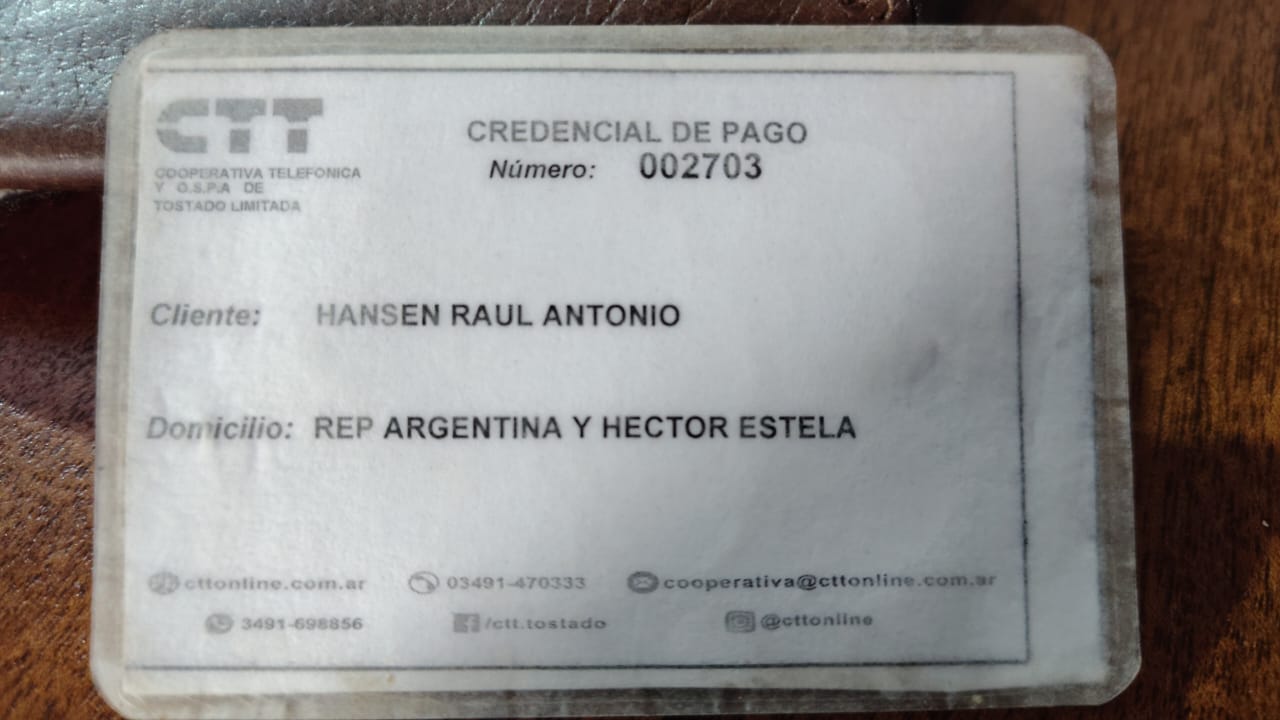 CTT
COOPERATIVA TELEFONICA
Y O.S.P.A DE
TOSTADO LIMITADA
CREDENCIAL DE PAGO
Número: 002703
Cliente: HANSEN RAUL ANTONIO
Domicilio: REP ARGENTINA Y HECTOR ESTELA
cttonline.com.ar 03491-470333 cooperativa@cttonline.com.ar
3491-698856 /ctt.tostado @cttonline